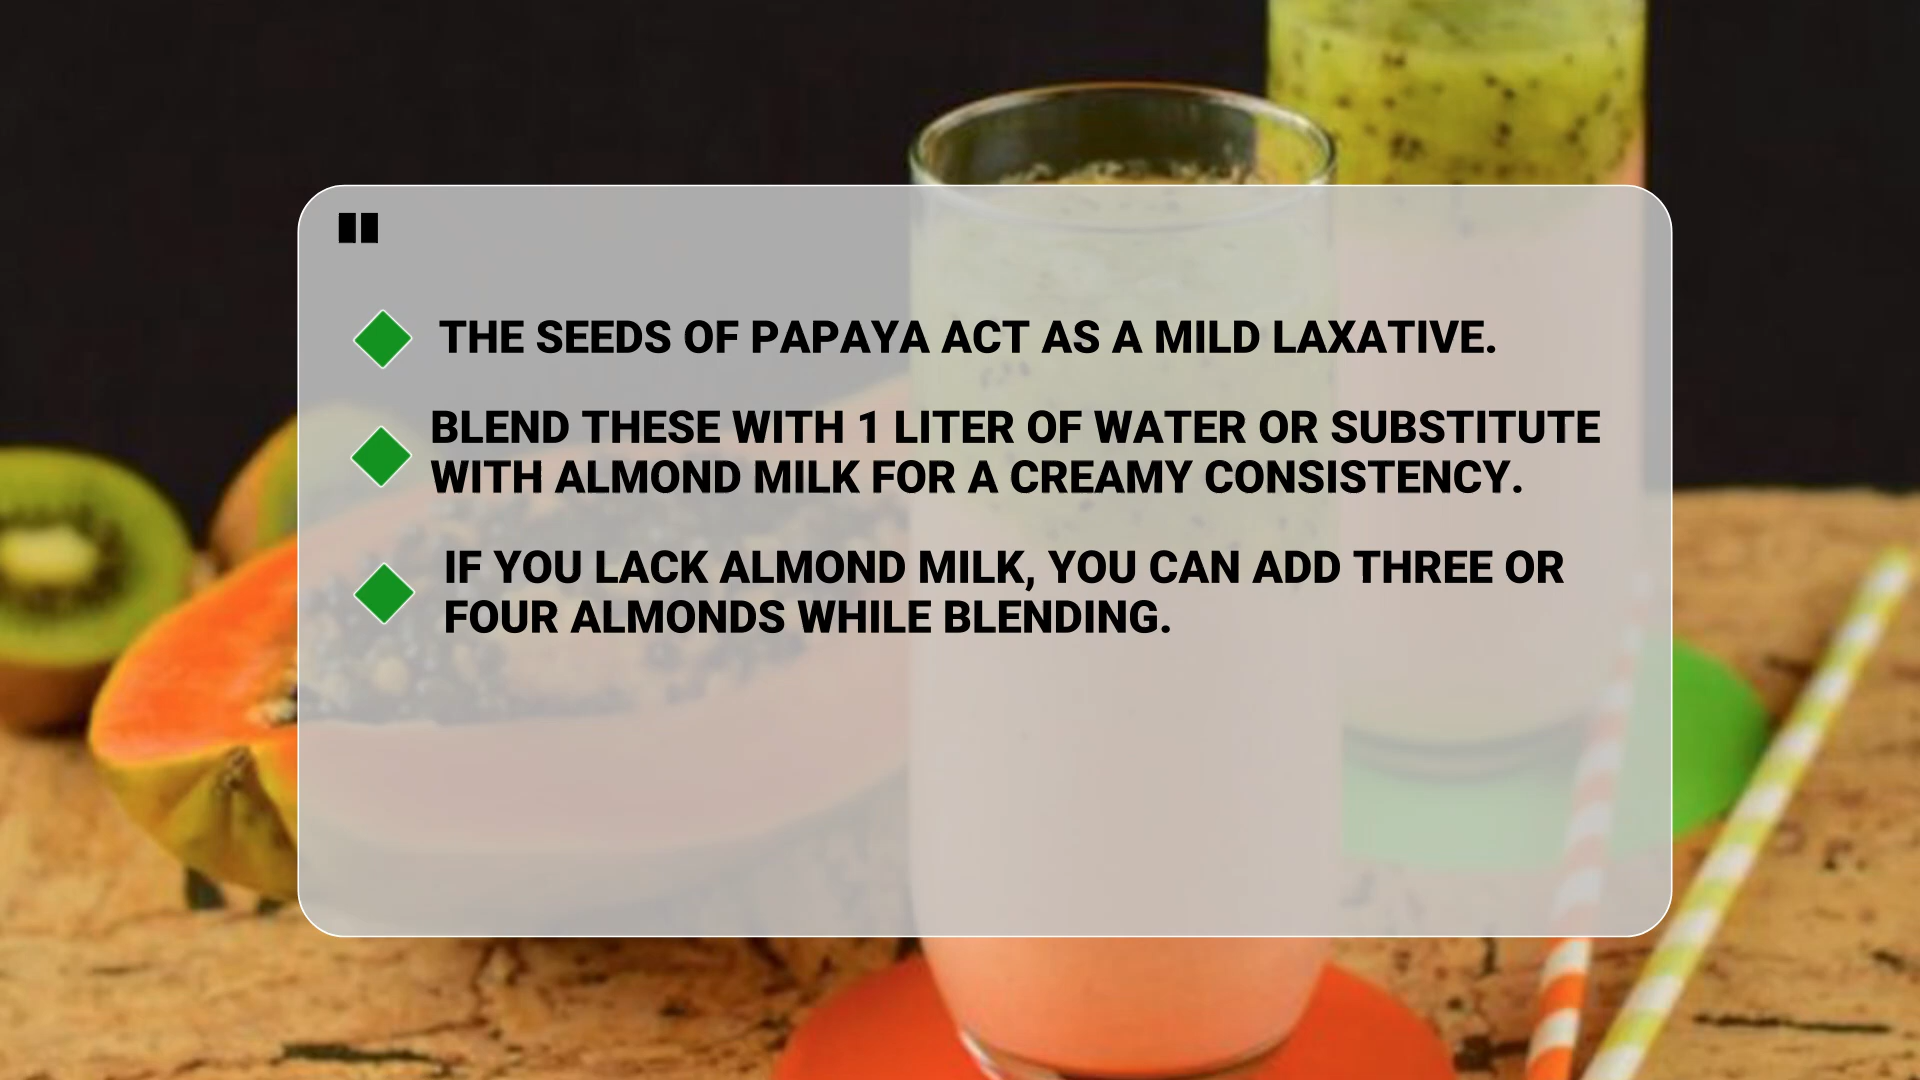 "
THE SEEDS OF PAPAYA ACT AS A MILD LAXATIVE.
BLEND THESE WITH 1 LITER OF WATER OR SUBSTITUTE
WITH ALMOND MILK FOR A CREAMY CONSISTENCY.
IF YOU LACK ALMOND MILK, YOU CAN ADD THREE OR
FOUR ALMONDS WHILE BLENDING.